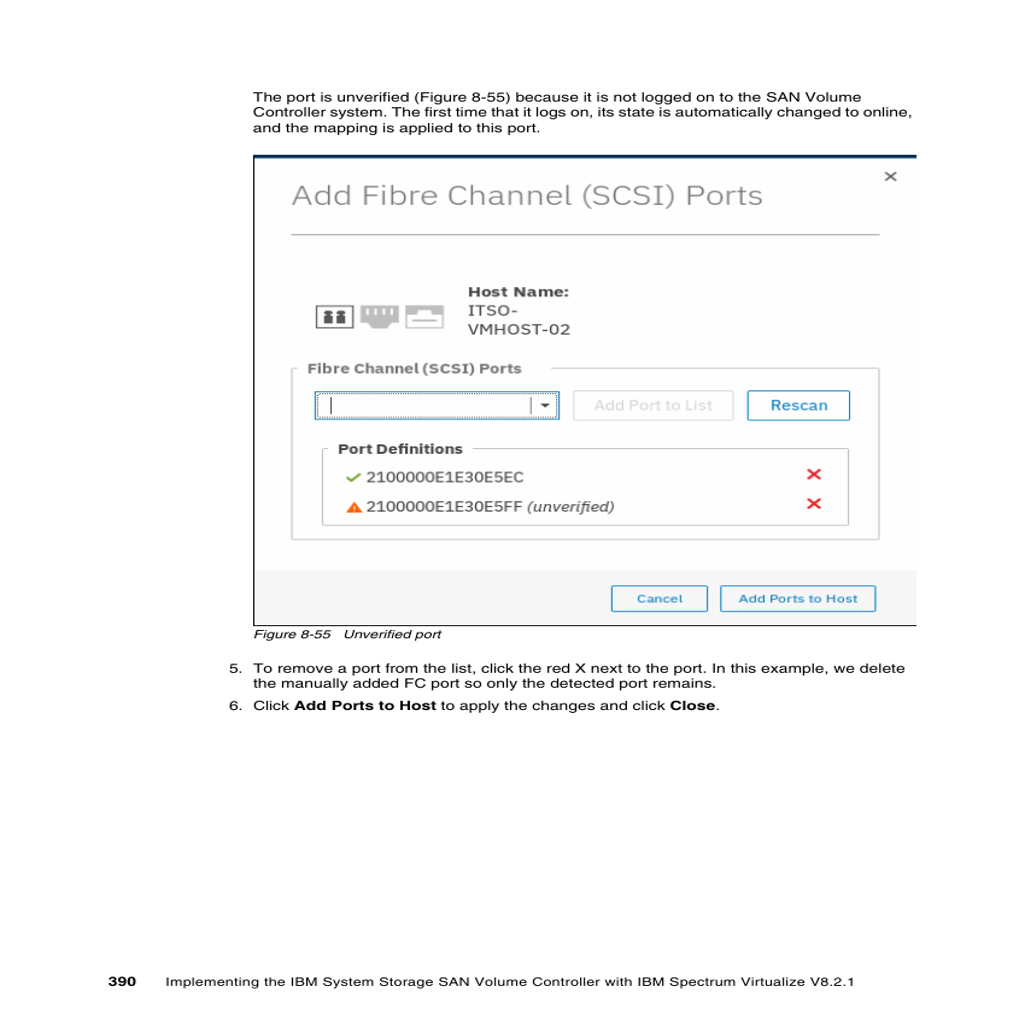 The port is unverified (Figure 8-55) because it is not logged on to the SAN Volume
Controller system. The first time that it logs on, its state is automatically changed to online,
and the mapping is applied to this port.
Add Fibre Channel (SCSI) Ports
Host Name:
ITSO-
VMHOST-02
Fibre Channel (SCSI) Ports
Add Port to List
Rescan
Port Definitions
2100000E1E30E5EC
2100000E1E30E5FF (unverified)
Cancel
Add Ports to Host
Figure 8-55 Unverified port
5. To remove a port from the list, click the red X next to the port. In this example, we delete
the manually added FC port so only the detected port remains.
6. Click Add Ports to Host to apply the changes and click Close.
390 Implementing the IBM System Storage SAN Volume Controller with IBM Spectrum Virtualize V8.2.1